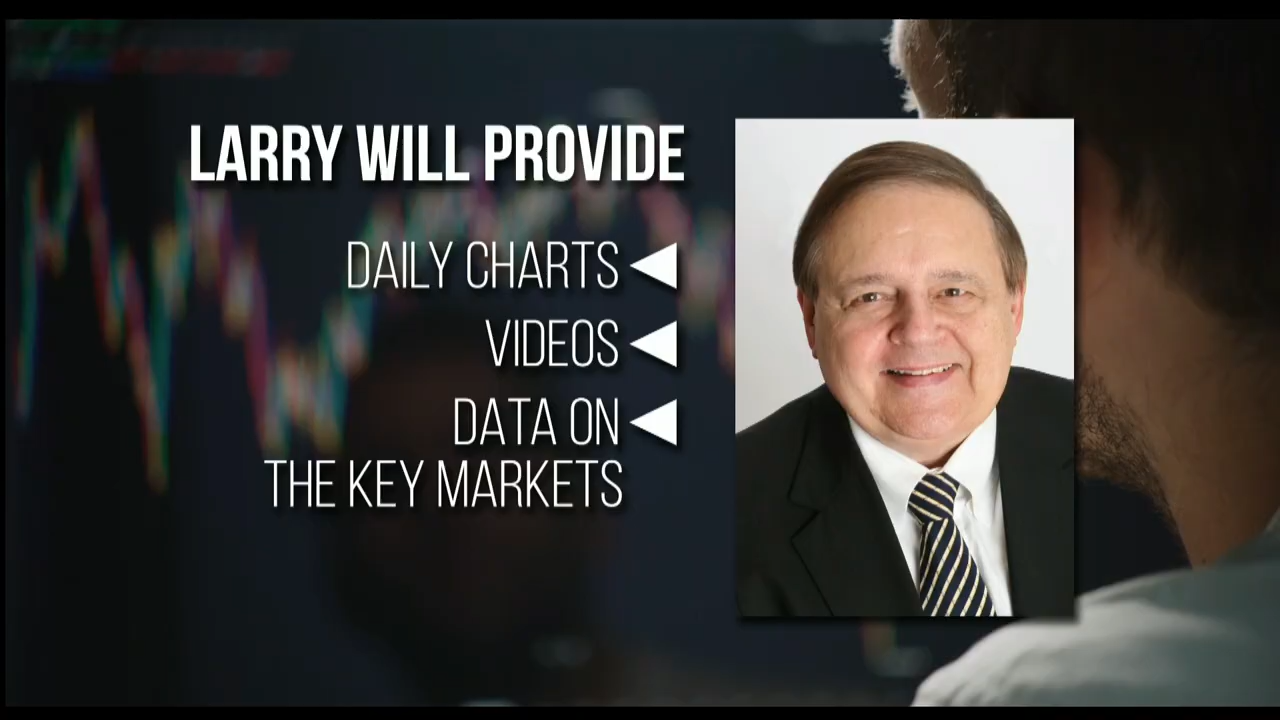 LARRY WILL PROVIDE
DAILY CHARTS
VIDEOS
DATA ON
THE KEY MARKETS